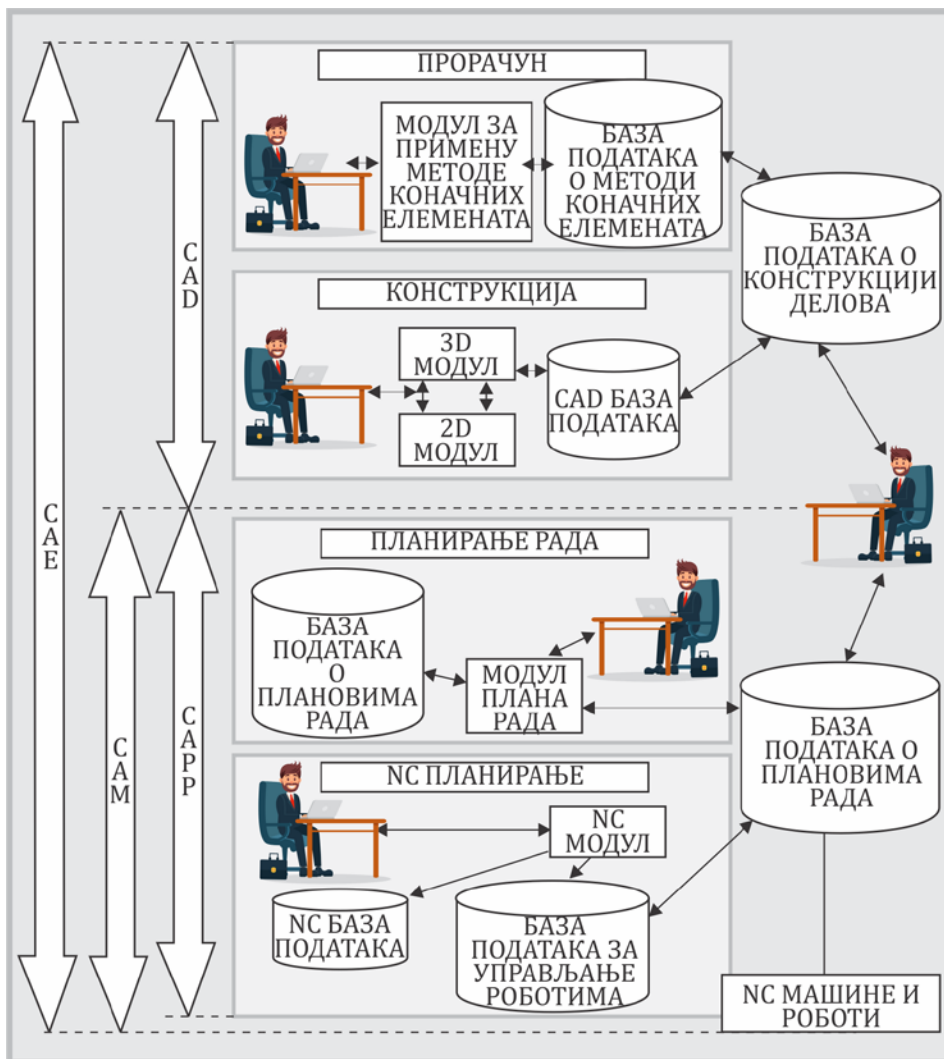 ПРОРАЧУН
МОДУЛ ЗА
ПРИМЕНУ
МЕТОДЕ
КОНАЧНИХ
ЕЛЕМЕНАТА
БАЗА
ПОДАТАКА
О МЕТОДИ
КОНАЧНИХ
ЕЛЕМЕНАТА
БАЗА
ПОДАТАКА О
КОНСТРУКЦИЈИ
ДЕЛОВА
CAD
КОНСТРУКЦИЈА
3D
МОДУЛ
2D
МОДУЛ
CAD БАЗА
ПОДАТАКА
CAE
ПЛАНИРАЊЕ РАДА
БАЗА
ПОДАТАКА
О
ПЛАНОВИМА
РАДА
МОДУЛ
ПЛАНА
РАДА
БАЗА
ПОДАТАКА О
ПЛАНОВИМА
РАДА
CAM
CAPP
NC ПЛАНИРАЊЕ
NC
МОДУЛ
NC БАЗА
ПОДАТАКА
БАЗА
ПОДАТАКА ЗА
УПРАВЉАЊЕ
РОБОТИМА
NC МАШИНЕ И
РОБОТИ